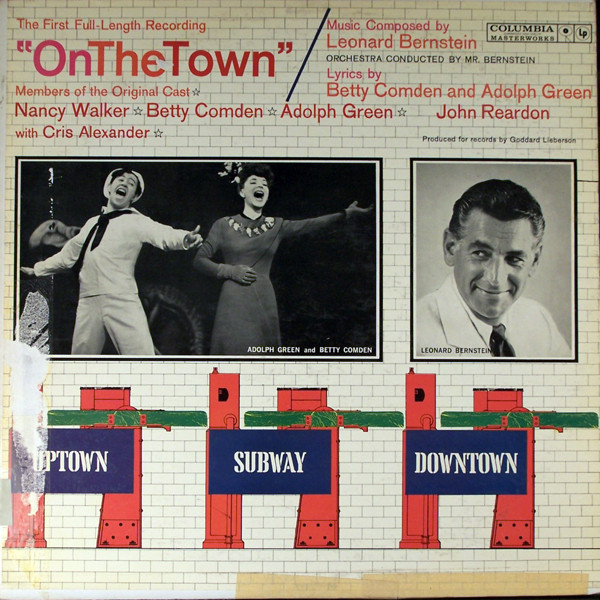 The First Full-Length Recording
"OnTheTown"
Members of the Original Cast☆
Nancy Walker ☆ Betty Comden ☆ Adolph Green ☆ John Reardon
with Cris Alexander ☆
Music Composed by
Leonard Bernstein
ORCHESTRA CONDUCTED BY MR. BERNSTEIN
Lyrics by
Betty Comden and Adolph Green
COLUMBIA
MASTERWORKS
LP
Produced for records by Goddard Lieberson
ADOLPH GREEN and BETTY COMDEN
LEONARD BERNSTEIN
UPTOWN
SUBWAY
DOWNTOWN